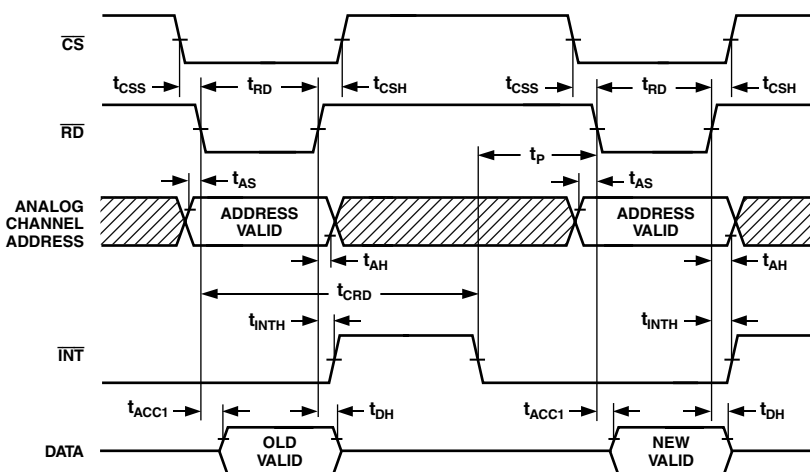 CS
tCSS tRD tCSH tCSS tRD tCSH
RD
tP
tAS tAS
ANALOG
CHANNEL
ADDRESS
ADDRESS
VALID
ADDRESS
VALID
tAH tAH
tCRD
tINTH tINTH
INT
tACC1 tDH tACC1 tDH
DATA
OLD
VALID
NEW
VALID